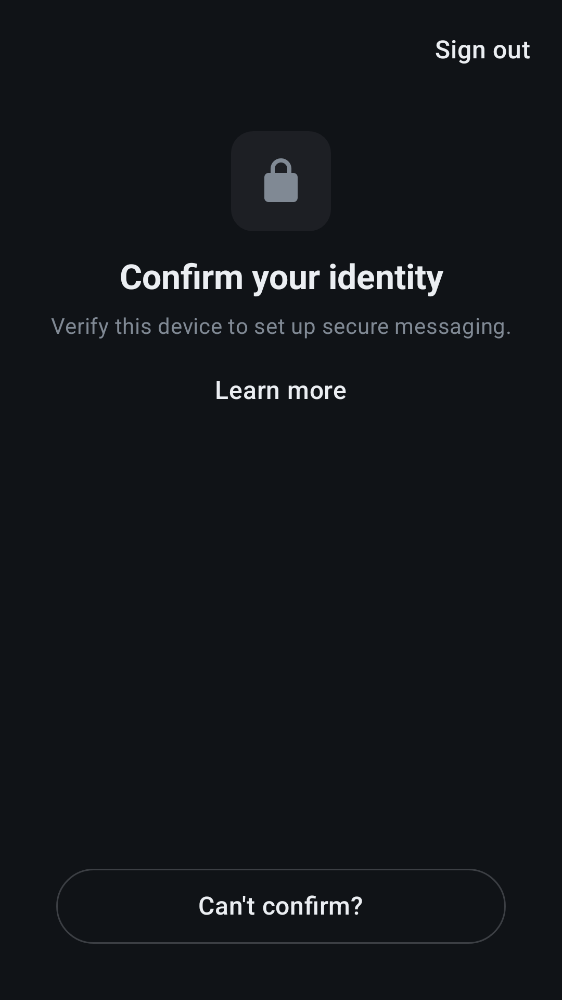 Sign out
Confirm your identity
Verify this device to set up secure messaging.
Learn more
Can't confirm?